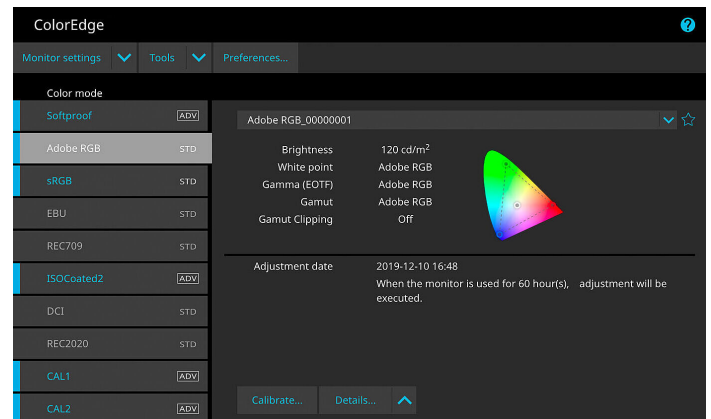 ColorEdge
?
Monitor settings Tools Preferences...
Color mode
Softproof ADV
Adobe RGB STD
sRGB STD
EBU STD
REC709 STD
ISOCoated2 ADV
DCI STD
REC2020 STD
CAL1 ADV
CAL2 ADV
Adobe RGB_00000001
Brightness 120 cd/m²
White point Adobe RGB
Gamma (EOTF) Adobe RGB
Gamut Adobe RGB
Gamut Clipping Off
Adjustment date 2019-12-10 16:48
When the monitor is used for 60 hour(s), adjustment will be
executed.
Calibrate... Details...